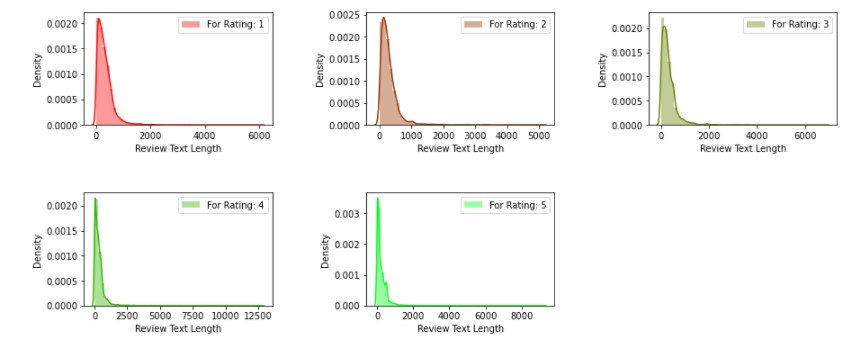 For Rating: 1
0.0020
0.0015
0.0010
0.0005
0.0000
Density
0 2000 4000 6000
Review Text Length
For Rating: 2
0.0025
0.0020
0.0015
0.0010
0.0005
0.0000
Density
0 1000 2000 3000 4000 5000
Review Text Length
For Rating: 3
0.0020
0.0015
0.0010
0.0005
0.0000
Density
0 2000 4000 6000
Review Text Length
For Rating: 4
0.0020
0.0015
0.0010
0.0005
0.0000
Density
0 2500 5000 7500 10000 12500
Review Text Length
For Rating: 5
0.003
0.002
0.001
0.000
Density
0 2000 4000 6000 8000
Review Text Length